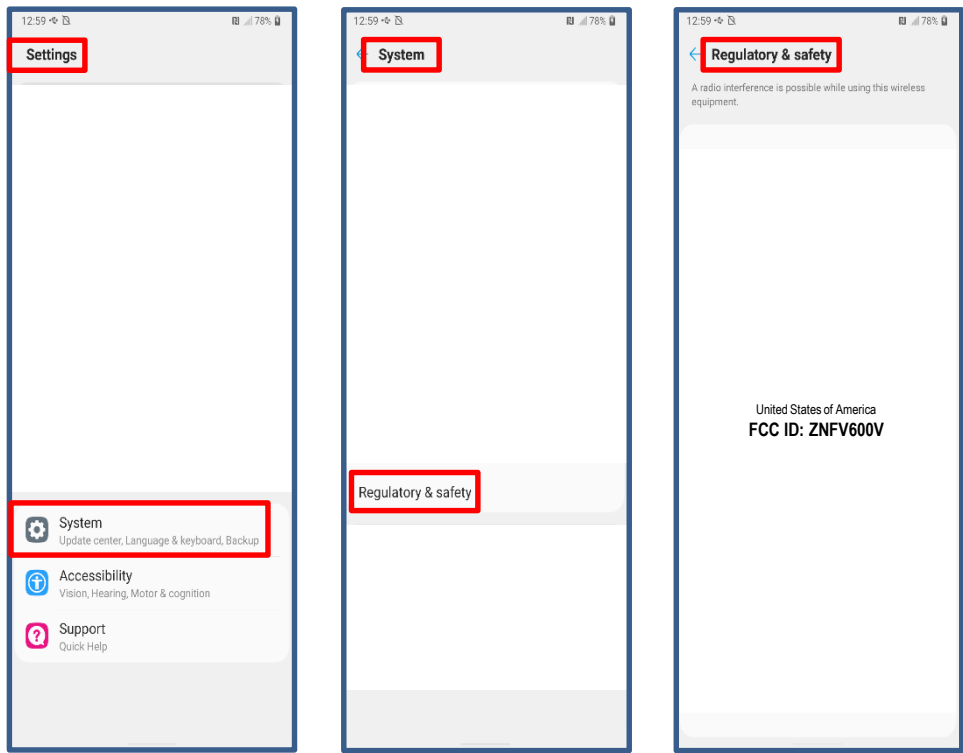 12:59
78%
Settings
System
Update center, Language & keyboard, Backup
Accessibility
Vision, Hearing, Motor & cognition
Support
Quick Help
12:59
78%
System
Regulatory & safety
12:59
78%
Regulatory & safety
A radio interference is possible while using this wireless
equipment.
United States of America
FCC ID: ZNFV600V